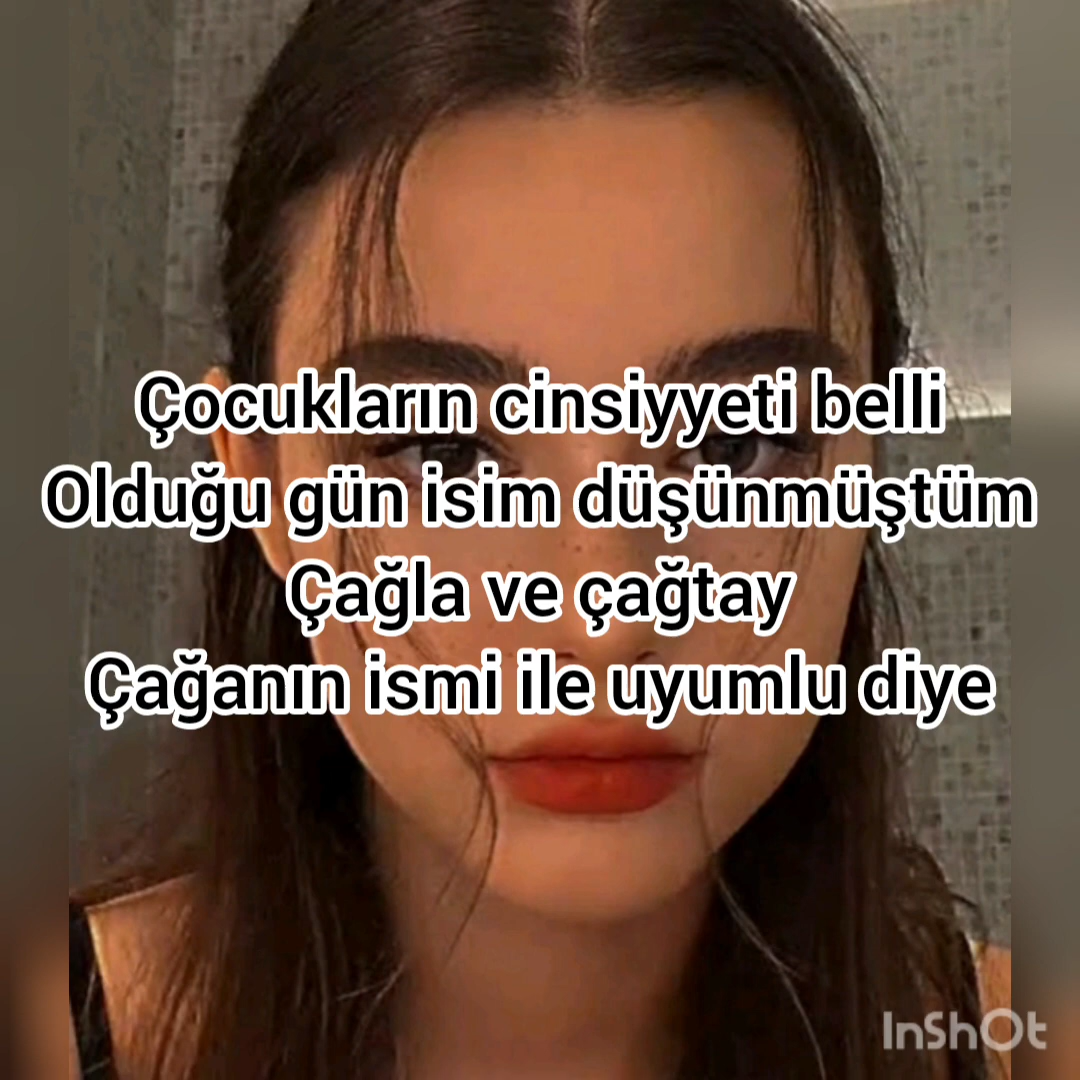 Çocukların cinsiyyeti belli
Olduğu gün isim düşünmüştüm
Çağla ve çağtay
Çağanın ismi ile uyumlu diye
InShOt